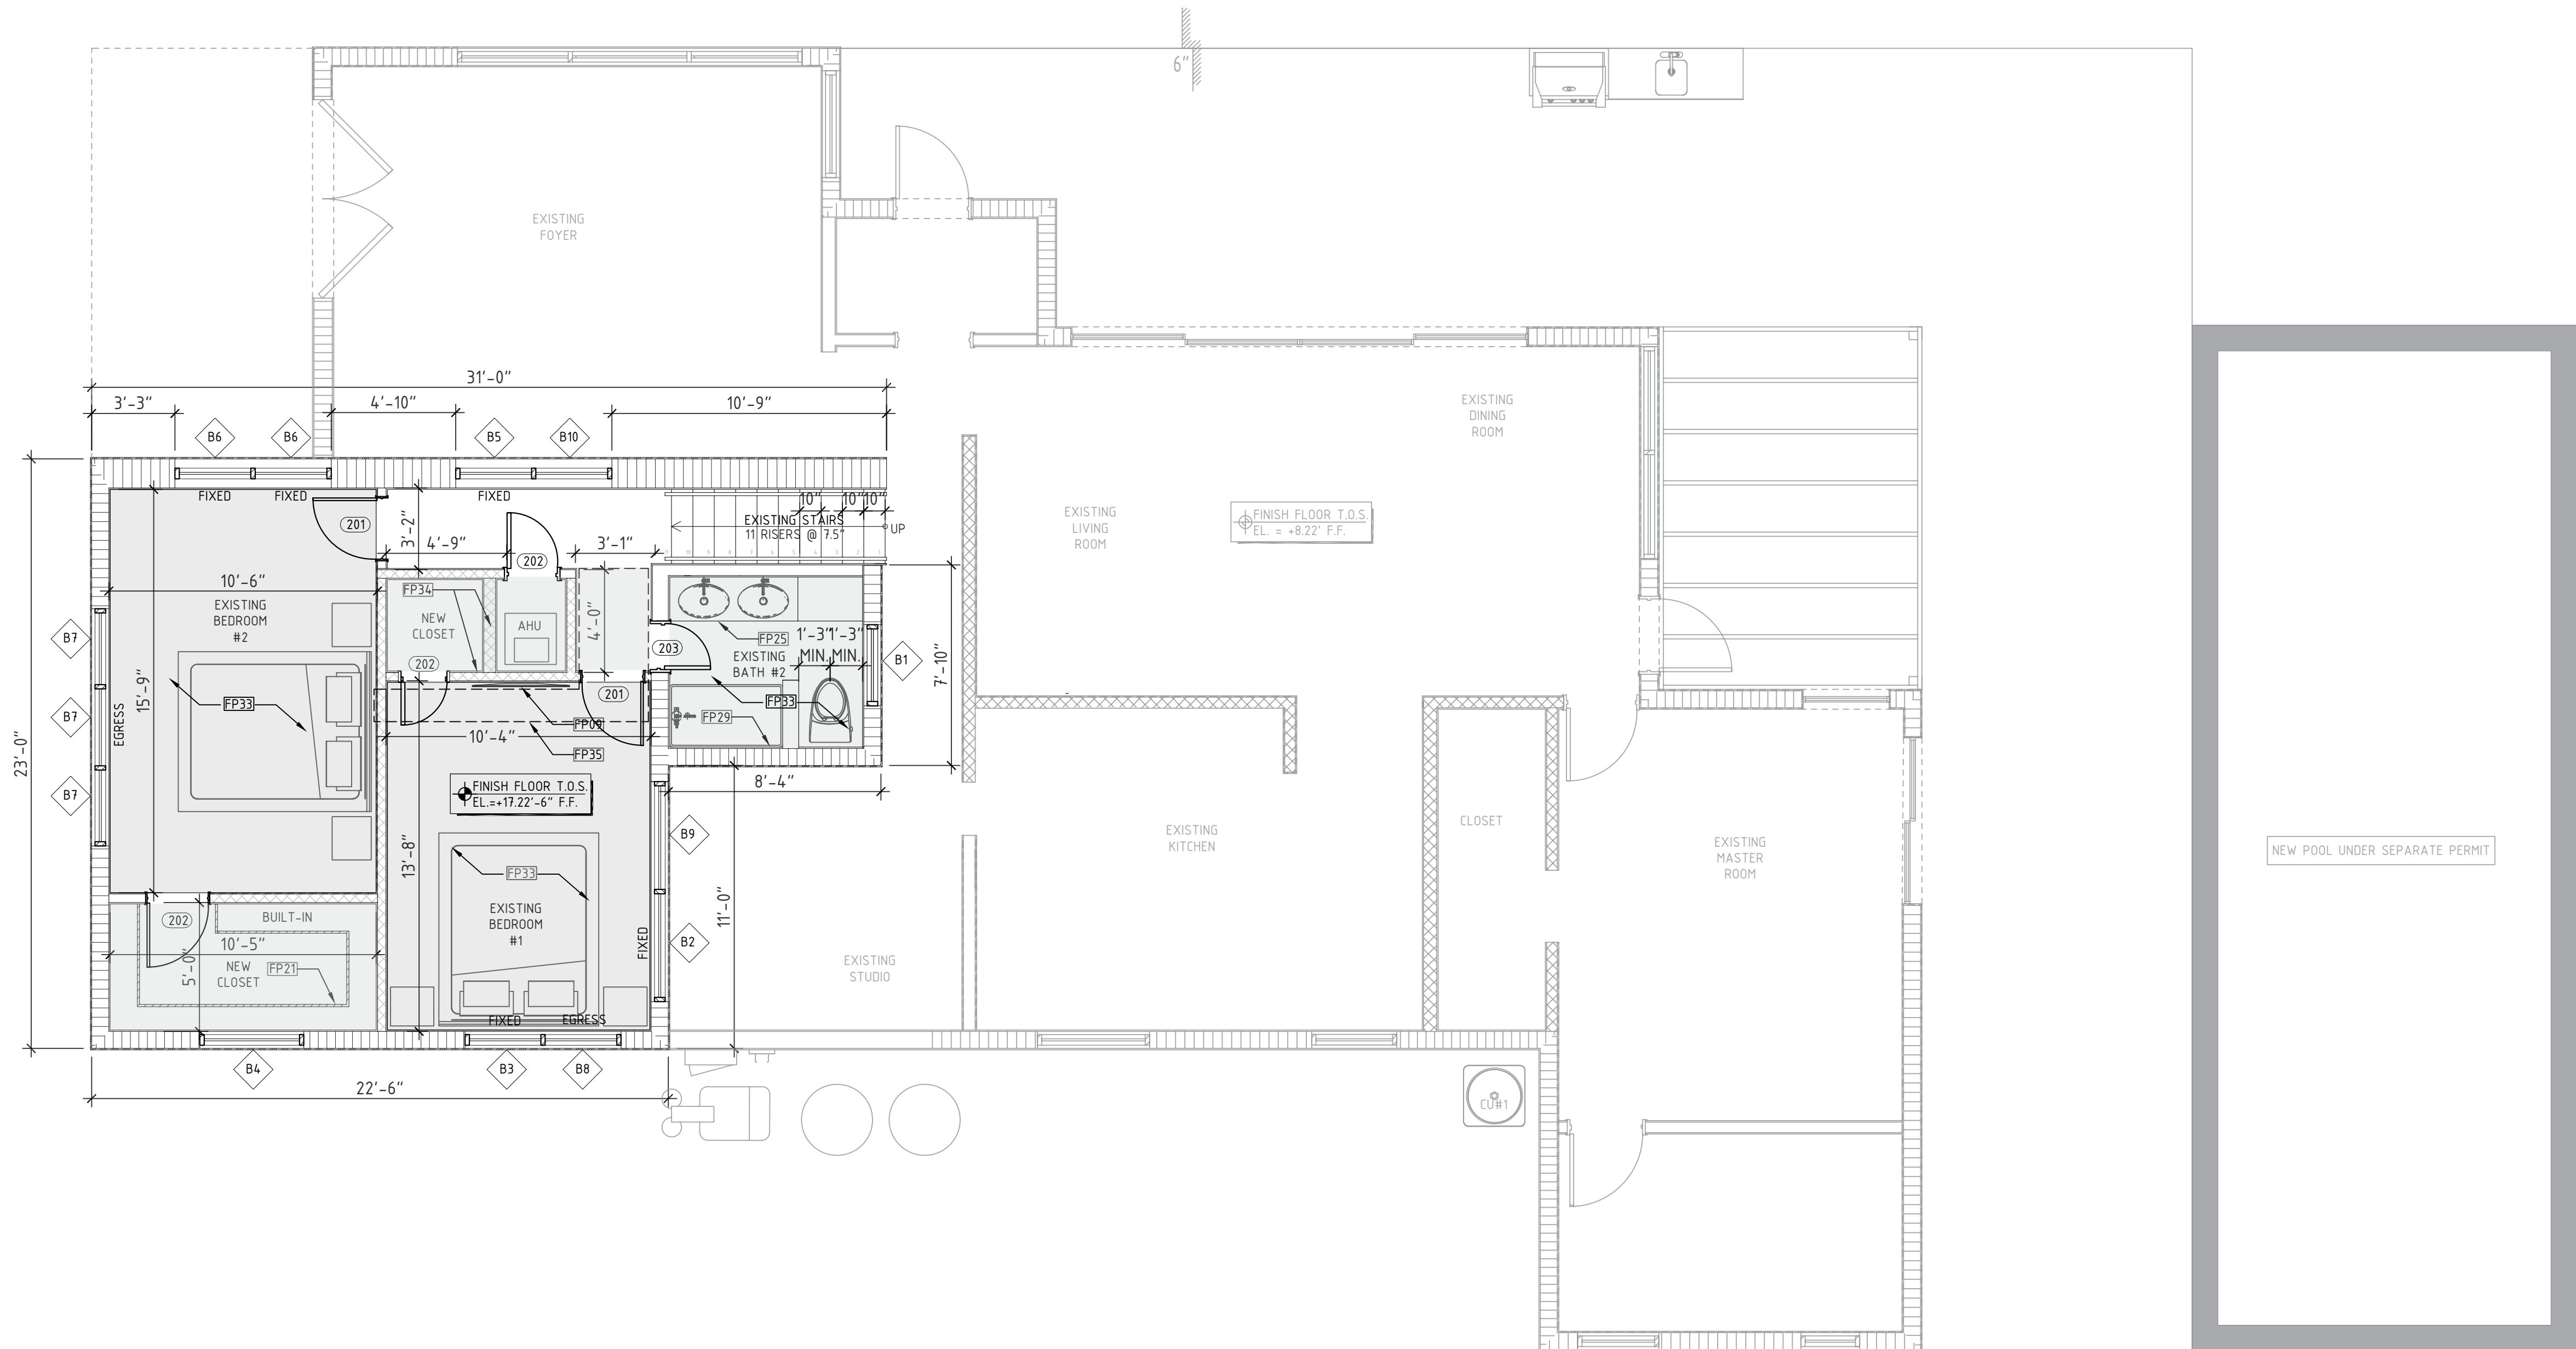 6"
EXISTING
FOYER
31'-0"
3'-3"
4'-10"
10'-9"
EXISTING
DINING
ROOM
B6
B6
B5
B10
FIXED
FIXED
FIXED
10"
10"
10"
201
3'-2"
EXISTING STAIRS
11 RISERS @ 7.5"
UP
EXISTING
LIVING
ROOM
FINISH FLOOR T.O.S.
EL. = +8.22' F.F.
4'-9"
3'-1"
202
10'-6"
FP34
EXISTING
BEDROOM
#2
NEW
CLOSET
AHU
4'-0"
FP25
1'-3"
1'-3"
MIN.
MIN.
203
EXISTING
BATH #2
B1
7'-10"
B7
B7
B7
202
201
15'-9"
FP33
FP33
FP29
EGRESS
FP09
10'-4"
FP35
23'-0"
FINISH FLOOR T.O.S.
EL.=+17.22'-6" F.F.
8'-4"
B9
CLOSET
EXISTING
KITCHEN
EXISTING
MASTER
ROOM
NEW POOL UNDER SEPARATE PERMIT
13'-8"
FP33
11'-0"
202
BUILT-IN
EXISTING
BEDROOM
#1
FIXED
B2
10'-5"
5'-0"
NEW
CLOSET
FP21
EXISTING
STUDIO
FIXED
EGRESS
B4
B3
B8
22'-6"
CU#1